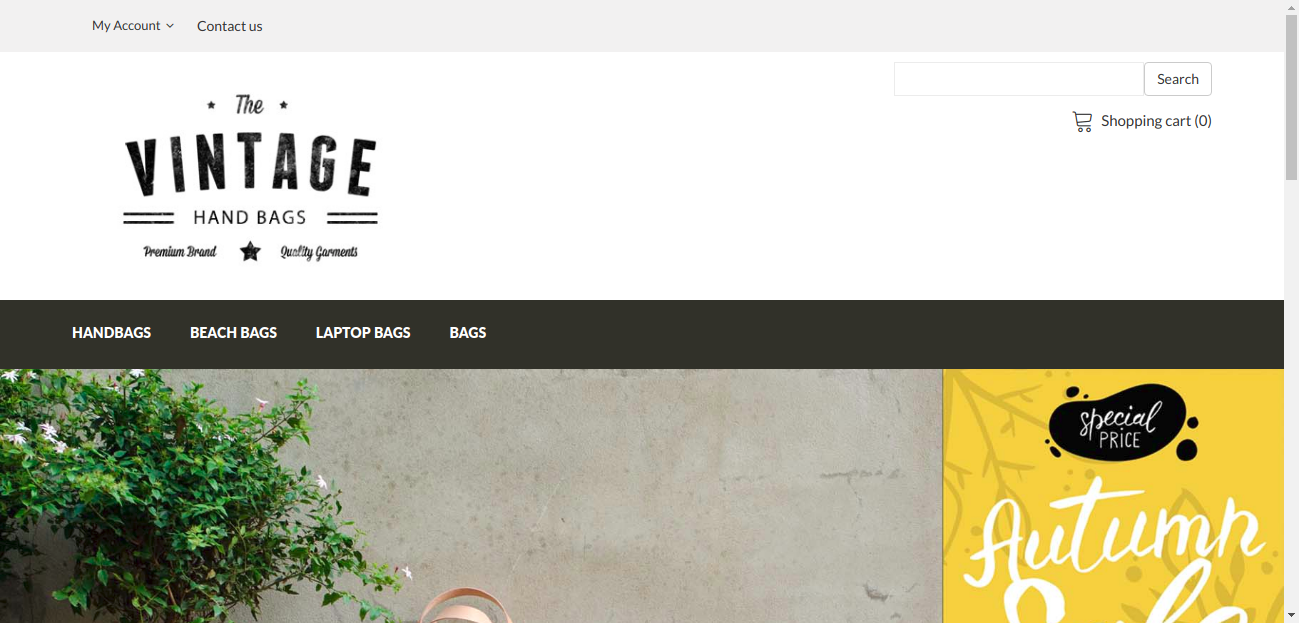 My Account
Contact us
Search
Shopping cart (0)
The
VINTAGE
HAND BAGS
Premium Brand
Quality Garments
HANDBAGS
BEACH BAGS
LAPTOP BAGS
BAGS
special
PRICE
Autumn
Sale